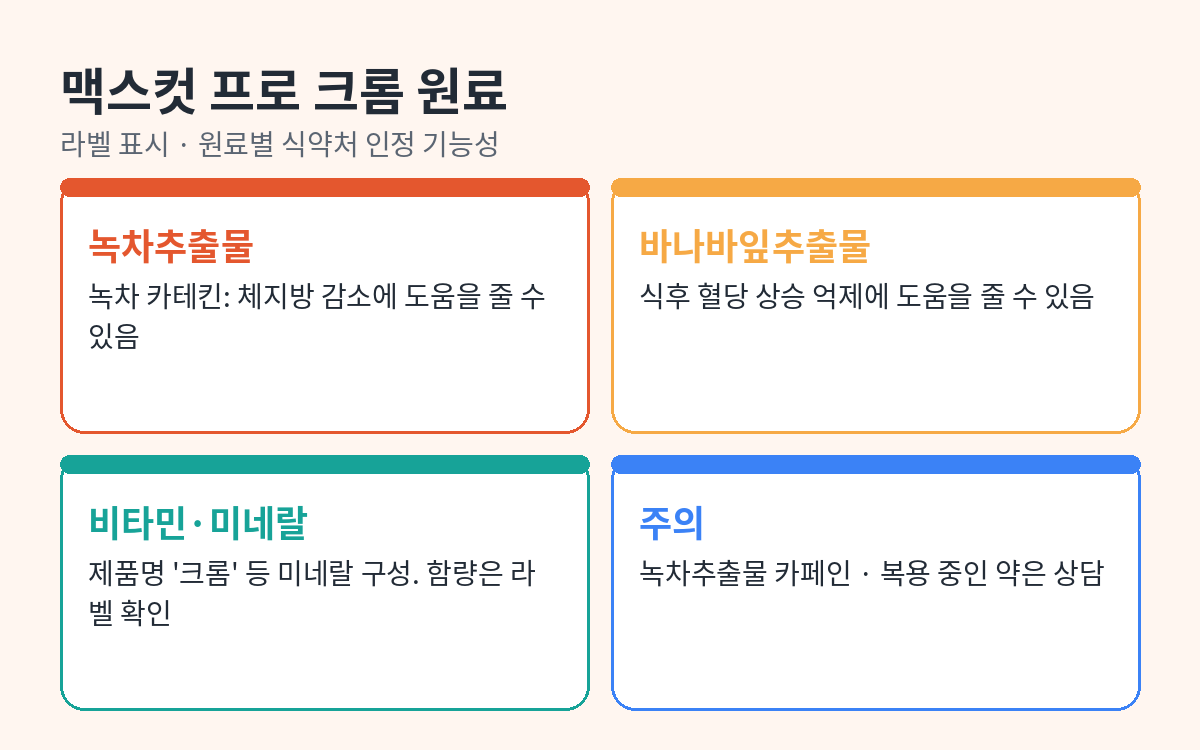 맥스컷 프로 크롬 원료
라벨 표시 · 원료별 식약처 인정 기능성
녹차추출물
녹차 카테킨: 체지방 감소에 도움을 줄 수
있음
바나바잎추출물
식후 혈당 상승 억제에 도움을 줄 수 있음
비타민·미네랄
제품명 '크롬' 등 미네랄 구성. 함량은 라
벨 확인
주의
녹차추출물 카페인 · 복용 중인 약은 상담